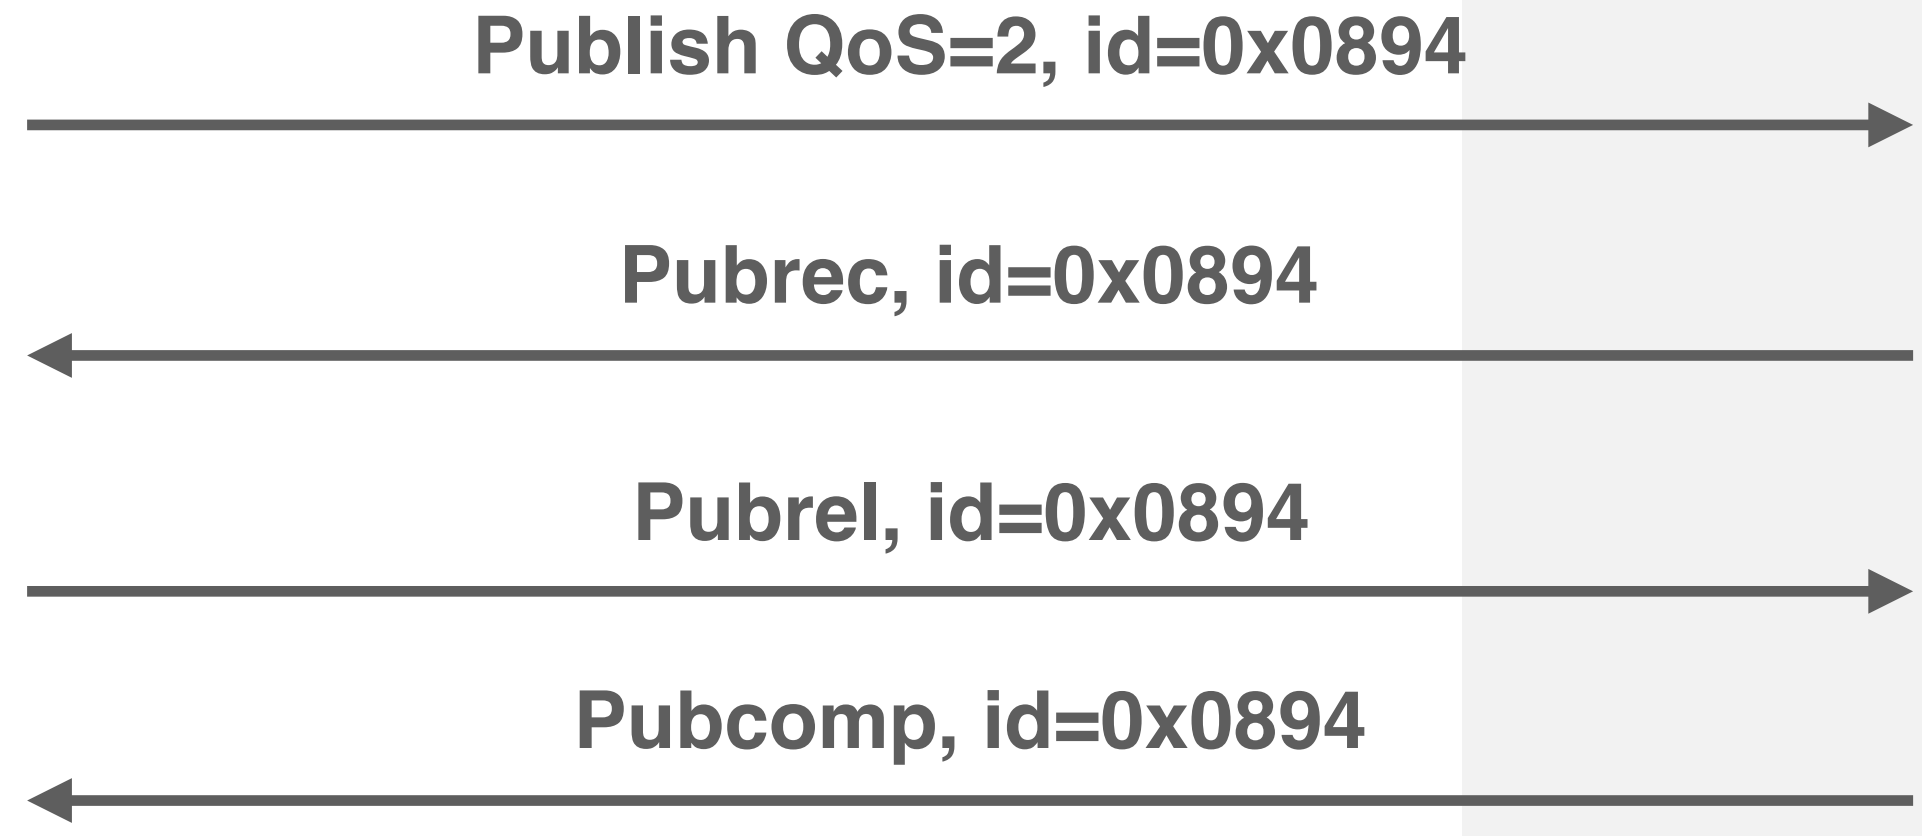 Publish QoS=2, id=0x0894
Pubrec, id=0x0894
Pubrel, id=0x0894
Pubcomp, id=0x0894